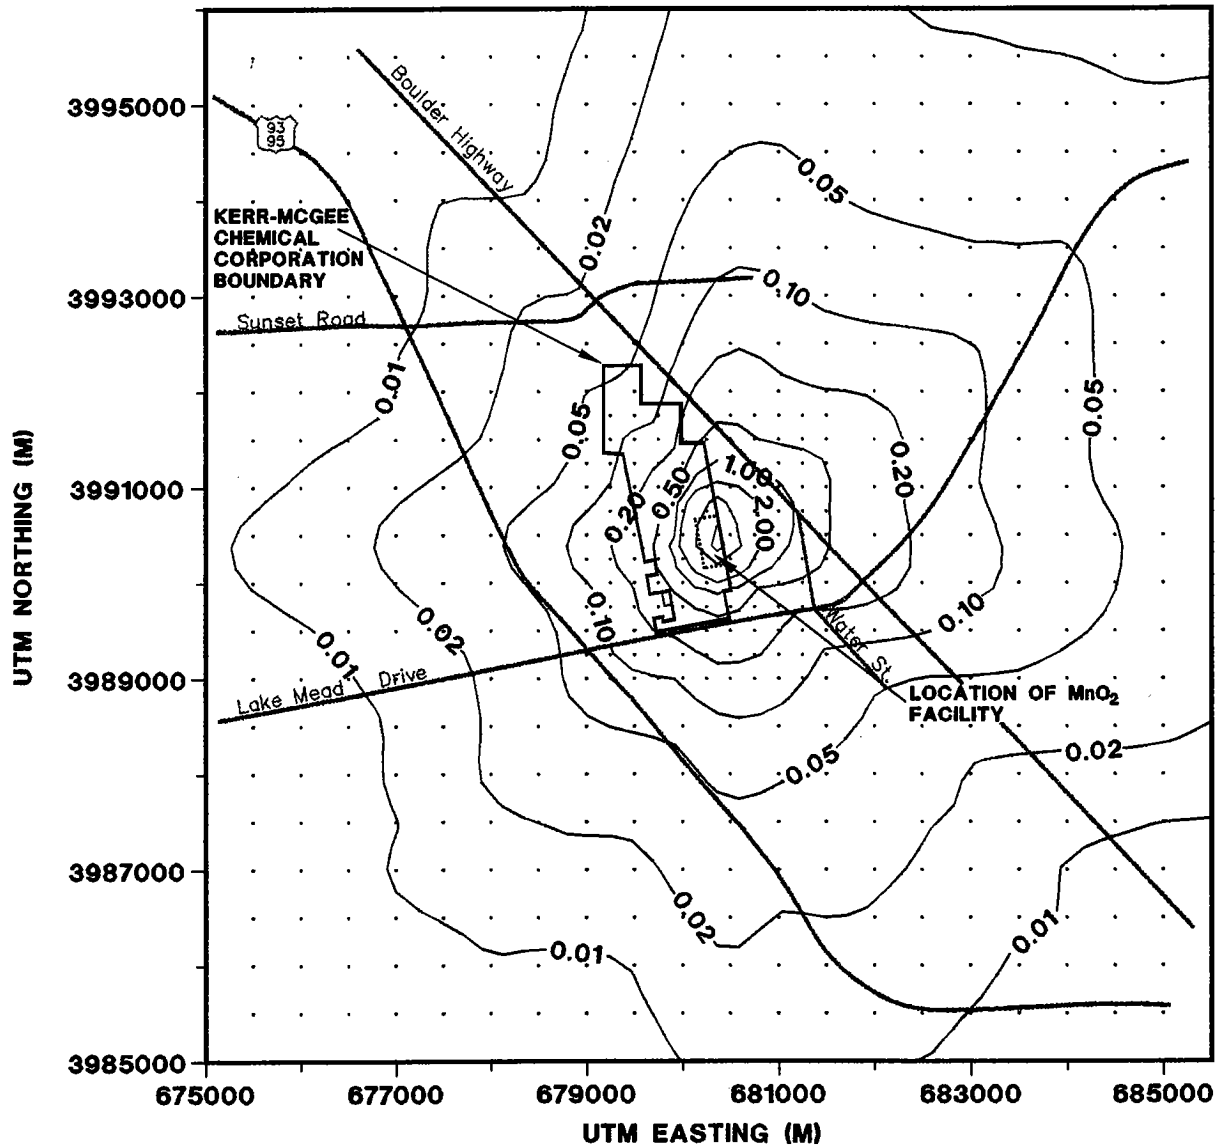 3995000
3993000
3991000
3989000
3987000
3985000
675000
677000
679000
681000
683000
685000
UTM NORTHING (M)
UTM EASTING (M)
93
95
Boulder Highway
KERR-MCGEE
CHEMICAL
CORPORATION
BOUNDARY
Sunset Road
Lake Mead Drive
Water St.
LOCATION OF MnO₂
FACILITY
0.05
0.02
0.10
0.01
0.05
0.05
0.20
1.00
0.50
2.00
0.20
0.10
0.10
0.02
0.01
0.05
0.02
0.02
0.01
0.01